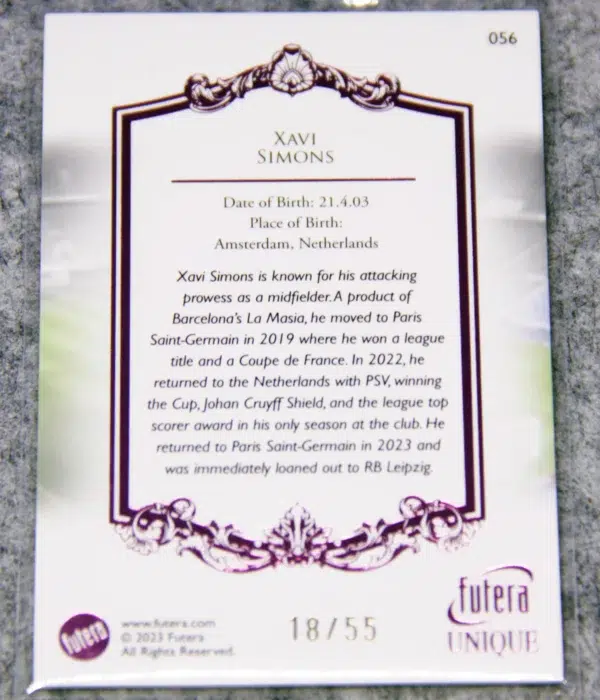 056
XAVI
SIMONS
Date of Birth: 21.4.03
Place of Birth:
Amsterdam, Netherlands
Xavi Simons is known for his attacking
prowess as a midfielder. A product of
Barcelona's La Masia, he moved to Paris
Saint-Germain in 2019 where he won a league
title and a Coupe de France. In 2022, he
returned to the Netherlands with PSV, winning
the Cup, Johan Cruyff Shield, and the league top
scorer award in his only season at the club. He
returned to Paris Saint-Germain in 2023 and
was immediately loaned out to RB Leipzig.
futera
www.futera.com
© 2023 Futera
All Rights Reserved.
18/55
futera
UNIQUE